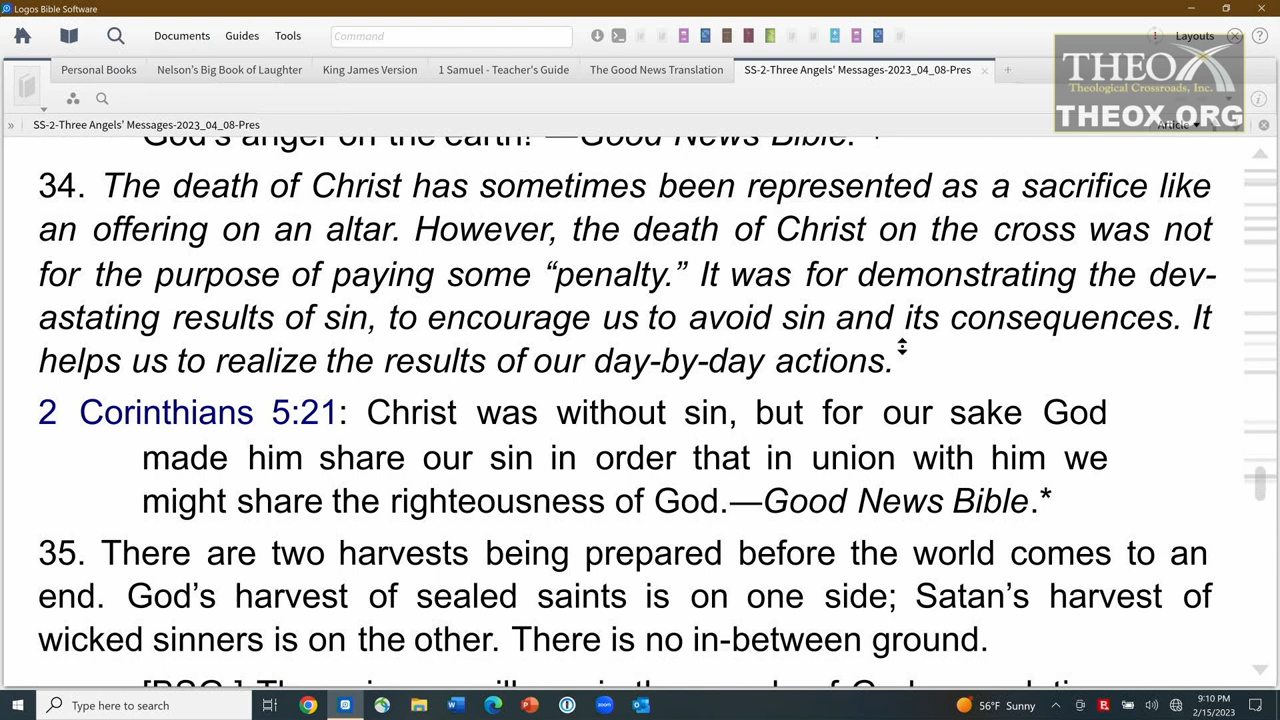 Logos Bible Software
Documents Guides Tools Command Layouts
Personal Books Nelson's Big Book of Laughter King James Version 1 Samuel - Teacher's Guide The Good News Translation SS-2-Three Angels' Messages-2023_04_08-Pres
THEOX
Theological Crossroads, Inc.
THEOX.ORG
SS-2-Three Angels' Messages-2023_04_08-Pres Article
God's anger on the earth!"—Good News Bible.*
34. The death of Christ has sometimes been represented as a sacrifice like
an offering on an altar. However, the death of Christ on the cross was not
for the purpose of paying some “penalty.” It was for demonstrating the dev-
astating results of sin, to encourage us to avoid sin and its consequences. It
helps us to realize the results of our day-by-day actions.
2 Corinthians 5:21: Christ was without sin, but for our sake God
made him share our sin in order that in union with him we
might share the righteousness of God.—Good News Bible.*
35. There are two harvests being prepared before the world comes to an
end. God’s harvest of sealed saints is on one side; Satan’s harvest of
wicked sinners is on the other. There is no in-between ground.
Type here to search
56°F Sunny
9:10 PM
2/15/2023